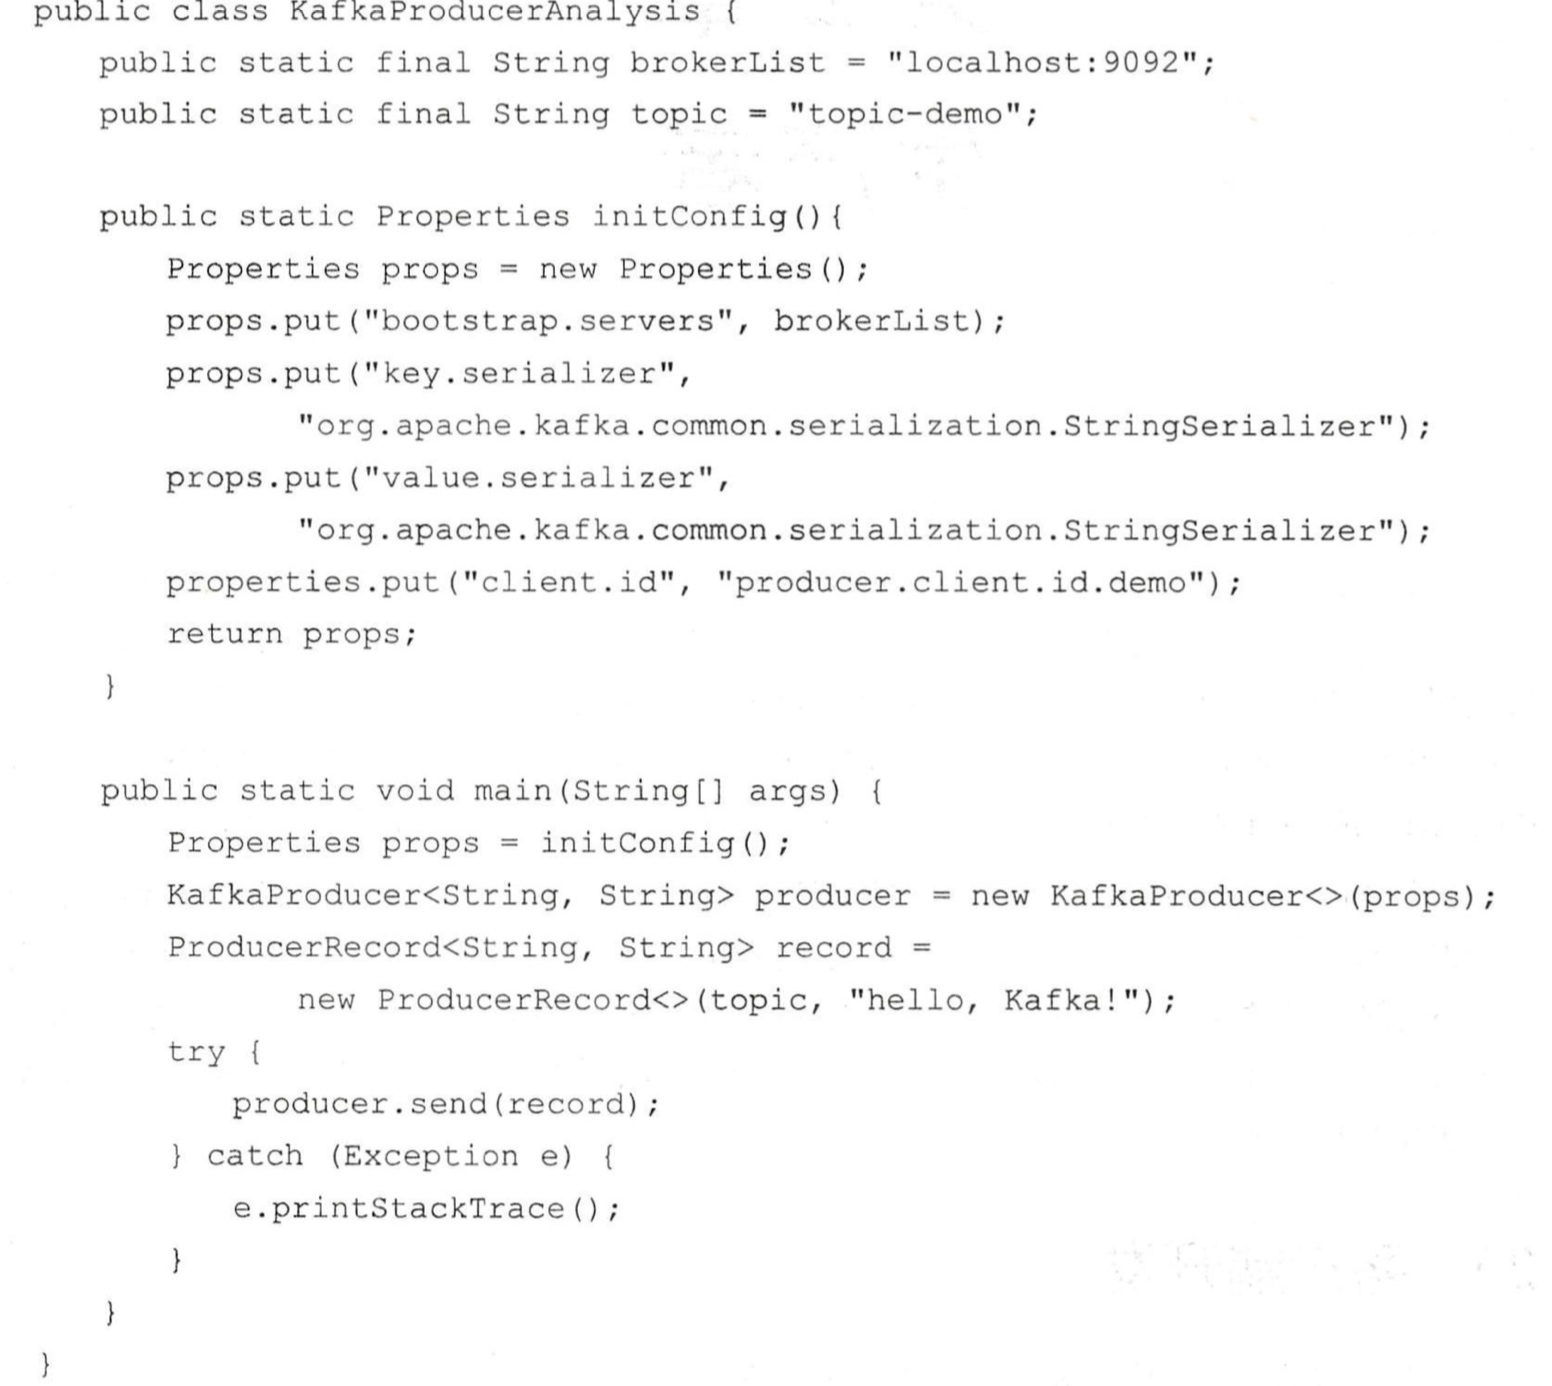 public class KafkaProducerAnalysis {
public static final String brokerList = "localhost:9092";
public static final String topic = "topic-demo";
public static Properties initConfig(){
Properties props = new Properties();
props.put("bootstrap.servers", brokerList);
props.put("key.serializer",
"org.apache.kafka.common.serialization.StringSerializer");
props.put("value.serializer",
"org.apache.kafka.common.serialization.StringSerializer");
properties.put("client.id", "producer.client.id.demo");
return props;
}
public static void main(String[] args) {
Properties props = initConfig();
KafkaProducer<String, String> producer = new KafkaProducer<>(props);
ProducerRecord<String, String> record =
new ProducerRecord<>(topic, "hello, Kafka!");
try {
producer.send(record);
} catch (Exception e) {
e.printStackTrace();
}
}
}